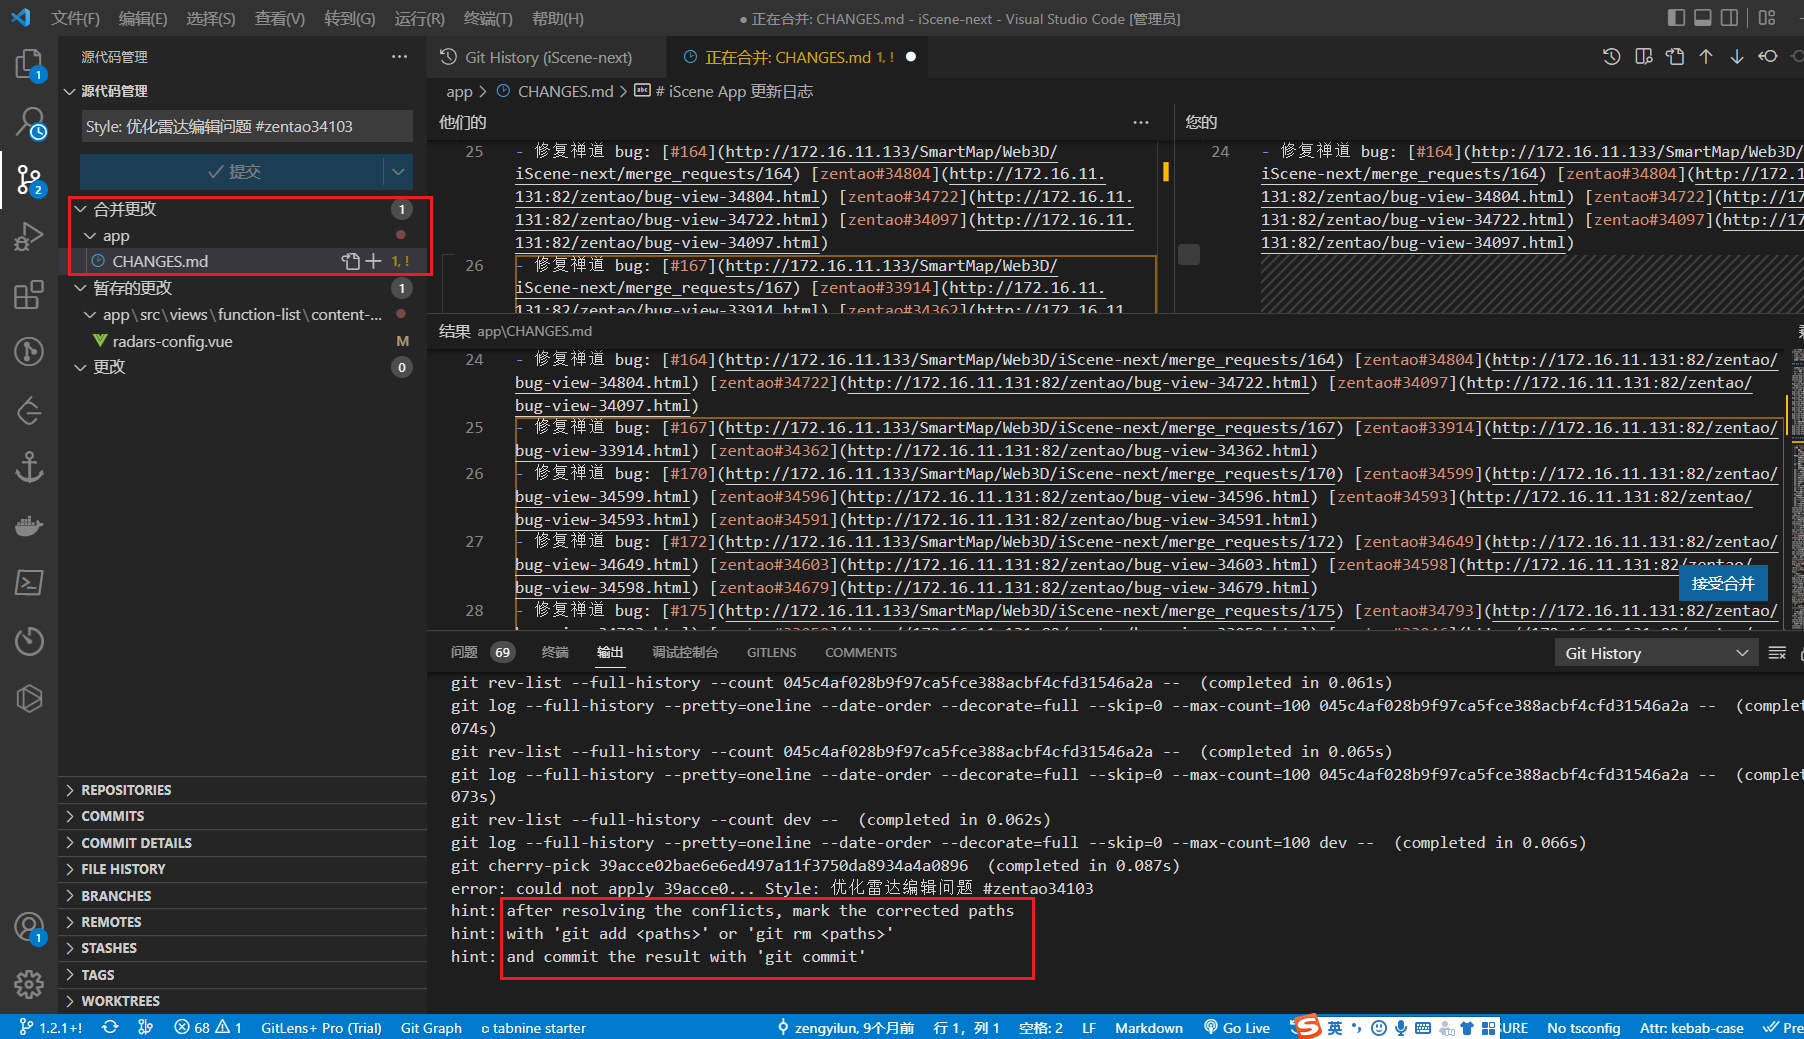 文件(F) 编辑(E) 选择(S) 查看(V) 转到(G) 运行(R) 终端(T) 帮助(H)
● 正在合并: CHANGES.md - iScene-next - Visual Studio Code [管理员]
源代码管理
源代码管理
Style: 优化雷达编辑问题 #zentao34103
提交
合并更改 1
app
CHANGES.md 1, !
暂存的更改 1
app\src\views\function-list\content-...
radars-config.vue M
更改 0
REPOSITORIES
COMMITS
COMMIT DETAILS
FILE HISTORY
BRANCHES
REMOTES
STASHES
TAGS
WORKTREES
1
2
1
Git History (iScene-next)
正在合并: CHANGES.md 1, ! ●
app > CHANGES.md > # iScene App 更新日志
他们的
25 - 修复禅道 bug: [#164](http://172.16.11.133/SmartMap/Web3D/
iScene-next/merge_requests/164) [zentao#34804](http://172.16.11.
131:82/zentao/bug-view-34804.html) [zentao#34722](http://172.16.11.
131:82/zentao/bug-view-34722.html) [zentao#34097](http://172.16.11.
131:82/zentao/bug-view-34097.html)
26 - 修复禅道 bug: [#167](http://172.16.11.133/SmartMap/Web3D/
iScene-next/merge_requests/167) [zentao#33914](http://172.16.11.
131:82/zentao/bug-view-33914.html) [zentao#34362](http://172.16.11.
您的
24 - 修复禅道 bug: [#164](http://172.16.11.133/SmartMap/Web3D/
iScene-next/merge_requests/164) [zentao#34804](http://172.1
131:82/zentao/bug-view-34804.html) [zentao#34722](http://17
131:82/zentao/bug-view-34722.html) [zentao#34097](http://17
131:82/zentao/bug-view-34097.html)
结果 app\CHANGES.md
24 - 修复禅道 bug: [#164](http://172.16.11.133/SmartMap/Web3D/iScene-next/merge_requests/164) [zentao#34804](http://172.16.11.131:82/zentao/
bug-view-34804.html) [zentao#34722](http://172.16.11.131:82/zentao/bug-view-34722.html) [zentao#34097](http://172.16.11.131:82/zentao/
bug-view-34097.html)
25 - 修复禅道 bug: [#167](http://172.16.11.133/SmartMap/Web3D/iScene-next/merge_requests/167) [zentao#33914](http://172.16.11.131:82/zentao/
bug-view-33914.html) [zentao#34362](http://172.16.11.131:82/zentao/bug-view-34362.html)
26 - 修复禅道 bug: [#170](http://172.16.11.133/SmartMap/Web3D/iScene-next/merge_requests/170) [zentao#34599](http://172.16.11.131:82/zentao/
bug-view-34599.html) [zentao#34596](http://172.16.11.131:82/zentao/bug-view-34596.html) [zentao#34593](http://172.16.11.131:82/zentao/
bug-view-34593.html) [zentao#34591](http://172.16.11.131:82/zentao/bug-view-34591.html)
27 - 修复禅道 bug: [#172](http://172.16.11.133/SmartMap/Web3D/iScene-next/merge_requests/172) [zentao#34649](http://172.16.11.131:82/zentao/
bug-view-34649.html) [zentao#34603](http://172.16.11.131:82/zentao/bug-view-34603.html) [zentao#34598](http://172.16.11.131:82/zentao/
bug-view-34598.html) [zentao#34679](http://172.16.11.131:82/zentao/bug-view-34679.html)
28 - 修复禅道 bug: [#175](http://172.16.11.133/SmartMap/Web3D/iScene-next/merge_requests/175) [zentao#34793](http://172.16.11.131:82/zentao/
接受合并
问题 69 终端 输出 调试控制台 GITLENS COMMENTS
Git History
git rev-list --full-history --count 045c4af028b9f97ca5fce388acbf4cfd31546a2a -- (completed in 0.061s)
git log --full-history --pretty=oneline --date-order --decorate=full --skip=0 --max-count=100 045c4af028b9f97ca5fce388acbf4cfd31546a2a -- (complet
074s)
git rev-list --full-history --count 045c4af028b9f97ca5fce388acbf4cfd31546a2a -- (completed in 0.065s)
git log --full-history --pretty=oneline --date-order --decorate=full --skip=0 --max-count=100 045c4af028b9f97ca5fce388acbf4cfd31546a2a -- (complet
073s)
git rev-list --full-history --count dev -- (completed in 0.062s)
git log --full-history --pretty=oneline --date-order --decorate=full --skip=0 --max-count=100 dev -- (completed in 0.066s)
git cherry-pick 39acce02bae6e6ed497a11f3750da8934a4a0896 (completed in 0.087s)
error: could not apply 39acce0... Style: 优化雷达编辑问题 #zentao34103
hint: after resolving the conflicts, mark the corrected paths
hint: with 'git add <paths>' or 'git rm <paths>'
hint: and commit the result with 'git commit'
1.2.1+! 68 1 GitLens+ Pro (Trial) Git Graph tabnine starter
zengyilun, 9个月前 行 1, 列 1 空格: 2 LF Markdown Go Live S 英 URE No tsconfig Attr: kebab-case Pre